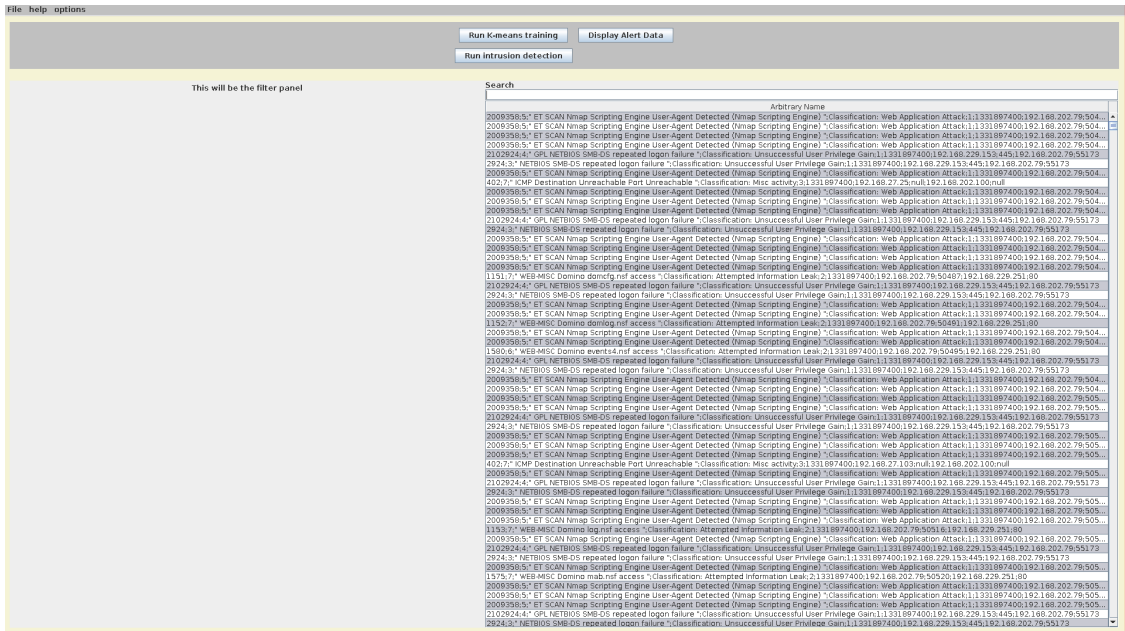 File help options
Run K-means training Display Alert Data
Run intrusion detection
This will be the filter panel
Search
Arbitrary Name
2009358;5;" ET SCAN Nmap Scripting Engine User-Agent Detected (Nmap Scripting Engine) ";Classification: Web Application Attack;1;1331897400;192.168.202.79;504...
2009358;5;" ET SCAN Nmap Scripting Engine User-Agent Detected (Nmap Scripting Engine) ";Classification: Web Application Attack;1;1331897400;192.168.202.79;504...
2009358;5;" ET SCAN Nmap Scripting Engine User-Agent Detected (Nmap Scripting Engine) ";Classification: Web Application Attack;1;1331897400;192.168.202.79;504...
2009358;5;" ET SCAN Nmap Scripting Engine User-Agent Detected (Nmap Scripting Engine) ";Classification: Web Application Attack;1;1331897400;192.168.202.79;504...
2102924;4;" GPL NETBIOS SMB-DS repeated logon failure ";Classification: Unsuccessful User Privilege Gain;1;1331897400;192.168.229.153;445;192.168.202.79;55173
2924;3;" NETBIOS SMB-DS repeated logon failure ";Classification: Unsuccessful User Privilege Gain;1;1331897400;192.168.229.153;445;192.168.202.79;55173
2009358;5;" ET SCAN Nmap Scripting Engine User-Agent Detected (Nmap Scripting Engine) ";Classification: Web Application Attack;1;1331897400;192.168.202.79;504...
402;7;" ICMP Destination Unreachable Port Unreachable ";Classification: Misc activity;3;1331897400;192.168.27.25;null;192.168.202.100;null
2009358;5;" ET SCAN Nmap Scripting Engine User-Agent Detected (Nmap Scripting Engine) ";Classification: Web Application Attack;1;1331897400;192.168.202.79;504...
2009358;5;" ET SCAN Nmap Scripting Engine User-Agent Detected (Nmap Scripting Engine) ";Classification: Web Application Attack;1;1331897400;192.168.202.79;504...
2009358;5;" ET SCAN Nmap Scripting Engine User-Agent Detected (Nmap Scripting Engine) ";Classification: Web Application Attack;1;1331897400;192.168.202.79;504...
2102924;4;" GPL NETBIOS SMB-DS repeated logon failure ";Classification: Unsuccessful User Privilege Gain;1;1331897400;192.168.229.153;445;192.168.202.79;55173
2924;3;" NETBIOS SMB-DS repeated logon failure ";Classification: Unsuccessful User Privilege Gain;1;1331897400;192.168.229.153;445;192.168.202.79;55173
2009358;5;" ET SCAN Nmap Scripting Engine User-Agent Detected (Nmap Scripting Engine) ";Classification: Web Application Attack;1;1331897400;192.168.202.79;504...
2009358;5;" ET SCAN Nmap Scripting Engine User-Agent Detected (Nmap Scripting Engine) ";Classification: Web Application Attack;1;1331897400;192.168.202.79;504...
2009358;5;" ET SCAN Nmap Scripting Engine User-Agent Detected (Nmap Scripting Engine) ";Classification: Web Application Attack;1;1331897400;192.168.202.79;504...
2009358;5;" ET SCAN Nmap Scripting Engine User-Agent Detected (Nmap Scripting Engine) ";Classification: Web Application Attack;1;1331897400;192.168.202.79;504...
1151;7;" WEB-MISC Domino domcfg.nsf access ";Classification: Attempted Information Leak;2;1331897400;192.168.202.79;50487;192.168.229.251;80
2102924;4;" GPL NETBIOS SMB-DS repeated logon failure ";Classification: Unsuccessful User Privilege Gain;1;1331897400;192.168.229.153;445;192.168.202.79;55173
2924;3;" NETBIOS SMB-DS repeated logon failure ";Classification: Unsuccessful User Privilege Gain;1;1331897400;192.168.229.153;445;192.168.202.79;55173
2009358;5;" ET SCAN Nmap Scripting Engine User-Agent Detected (Nmap Scripting Engine) ";Classification: Web Application Attack;1;1331897400;192.168.202.79;504...
2009358;5;" ET SCAN Nmap Scripting Engine User-Agent Detected (Nmap Scripting Engine) ";Classification: Web Application Attack;1;1331897400;192.168.202.79;504...
1152;7;" WEB-MISC Domino domlog.nsf access ";Classification: Attempted Information Leak;2;1331897400;192.168.202.79;50491;192.168.229.251;80
2009358;5;" ET SCAN Nmap Scripting Engine User-Agent Detected (Nmap Scripting Engine) ";Classification: Web Application Attack;1;1331897400;192.168.202.79;504...
2009358;5;" ET SCAN Nmap Scripting Engine User-Agent Detected (Nmap Scripting Engine) ";Classification: Web Application Attack;1;1331897400;192.168.202.79;504...
1580;6;" WEB-MISC Domino events4.nsf access ";Classification: Attempted Information Leak;2;1331897400;192.168.202.79;50495;192.168.229.251;80
2102924;4;" GPL NETBIOS SMB-DS repeated logon failure ";Classification: Unsuccessful User Privilege Gain;1;1331897400;192.168.229.153;445;192.168.202.79;55173
2924;3;" NETBIOS SMB-DS repeated logon failure ";Classification: Unsuccessful User Privilege Gain;1;1331897400;192.168.229.153;445;192.168.202.79;55173
2009358;5;" ET SCAN Nmap Scripting Engine User-Agent Detected (Nmap Scripting Engine) ";Classification: Web Application Attack;1;1331897400;192.168.202.79;504...
2009358;5;" ET SCAN Nmap Scripting Engine User-Agent Detected (Nmap Scripting Engine) ";Classification: Web Application Attack;1;1331897400;192.168.202.79;504...
2009358;5;" ET SCAN Nmap Scripting Engine User-Agent Detected (Nmap Scripting Engine) ";Classification: Web Application Attack;1;1331897400;192.168.202.79;505...
2009358;5;" ET SCAN Nmap Scripting Engine User-Agent Detected (Nmap Scripting Engine) ";Classification: Web Application Attack;1;1331897400;192.168.202.79;505...
2102924;4;" GPL NETBIOS SMB-DS repeated logon failure ";Classification: Unsuccessful User Privilege Gain;1;1331897400;192.168.229.153;445;192.168.202.79;55173
2924;3;" NETBIOS SMB-DS repeated logon failure ";Classification: Unsuccessful User Privilege Gain;1;1331897400;192.168.229.153;445;192.168.202.79;55173
2009358;5;" ET SCAN Nmap Scripting Engine User-Agent Detected (Nmap Scripting Engine) ";Classification: Web Application Attack;1;1331897400;192.168.202.79;505...
2009358;5;" ET SCAN Nmap Scripting Engine User-Agent Detected (Nmap Scripting Engine) ";Classification: Web Application Attack;1;1331897400;192.168.202.79;505...
2009358;5;" ET SCAN Nmap Scripting Engine User-Agent Detected (Nmap Scripting Engine) ";Classification: Web Application Attack;1;1331897400;192.168.202.79;505...
402;7;" ICMP Destination Unreachable Port Unreachable ";Classification: Misc activity;3;1331897400;192.168.27.103;null;192.168.202.100;null
2009358;5;" ET SCAN Nmap Scripting Engine User-Agent Detected (Nmap Scripting Engine) ";Classification: Web Application Attack;1;1331897400;192.168.202.79;505...
2102924;4;" GPL NETBIOS SMB-DS repeated logon failure ";Classification: Unsuccessful User Privilege Gain;1;1331897400;192.168.229.153;445;192.168.202.79;55173
2924;3;" NETBIOS SMB-DS repeated logon failure ";Classification: Unsuccessful User Privilege Gain;1;1331897400;192.168.229.153;445;192.168.202.79;55173
2009358;5;" ET SCAN Nmap Scripting Engine User-Agent Detected (Nmap Scripting Engine) ";Classification: Web Application Attack;1;1331897400;192.168.202.79;505...
2009358;5;" ET SCAN Nmap Scripting Engine User-Agent Detected (Nmap Scripting Engine) ";Classification: Web Application Attack;1;1331897400;192.168.202.79;505...
2009358;5;" ET SCAN Nmap Scripting Engine User-Agent Detected (Nmap Scripting Engine) ";Classification: Web Application Attack;1;1331897400;192.168.202.79;505...
1153;7;" WEB-MISC Domino log.nsf access ";Classification: Attempted Information Leak;2;1331897400;192.168.202.79;50516;192.168.229.251;80
2009358;5;" ET SCAN Nmap Scripting Engine User-Agent Detected (Nmap Scripting Engine) ";Classification: Web Application Attack;1;1331897400;192.168.202.79;505...
2102924;4;" GPL NETBIOS SMB-DS repeated logon failure ";Classification: Unsuccessful User Privilege Gain;1;1331897400;192.168.229.153;445;192.168.202.79;55173
2924;3;" NETBIOS SMB-DS repeated logon failure ";Classification: Unsuccessful User Privilege Gain;1;1331897400;192.168.229.153;445;192.168.202.79;55173
2009358;5;" ET SCAN Nmap Scripting Engine User-Agent Detected (Nmap Scripting Engine) ";Classification: Web Application Attack;1;1331897400;192.168.202.79;505...
1575;7;" WEB-MISC Domino mab.nsf access ";Classification: Attempted Information Leak;2;1331897400;192.168.202.79;50520;192.168.229.251;80
2009358;5;" ET SCAN Nmap Scripting Engine User-Agent Detected (Nmap Scripting Engine) ";Classification: Web Application Attack;1;1331897400;192.168.202.79;505...
2009358;5;" ET SCAN Nmap Scripting Engine User-Agent Detected (Nmap Scripting Engine) ";Classification: Web Application Attack;1;1331897400;192.168.202.79;505...
2009358;5;" ET SCAN Nmap Scripting Engine User-Agent Detected (Nmap Scripting Engine) ";Classification: Web Application Attack;1;1331897400;192.168.202.79;505...
2102924;4;" GPL NETBIOS SMB-DS repeated logon failure ";Classification: Unsuccessful User Privilege Gain;1;1331897400;192.168.229.153;445;192.168.202.79;55173
2924;3;" NETBIOS SMB-DS repeated logon failure ";Classification: Unsuccessful User Privilege Gain;1;1331897400;192.168.229.153;445;192.168.202.79;55173